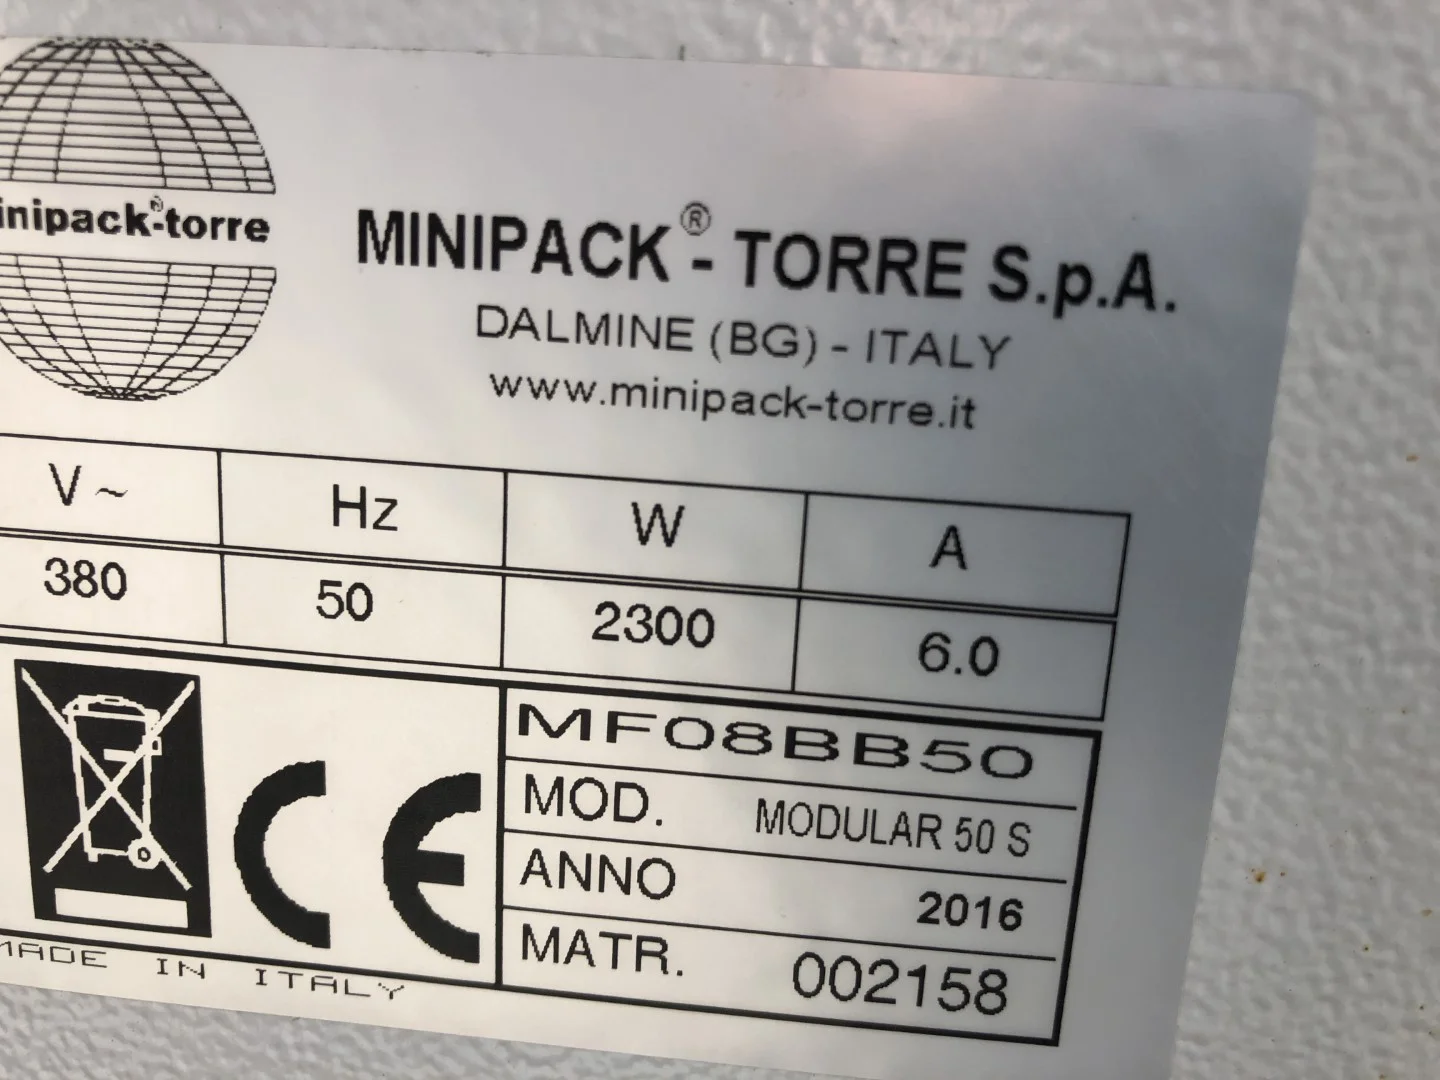 inipack®-torre
MINIPACK® - TORRE S.p.A.
DALMINE (BG) - ITALY
www.minipack-torre.it
V~ Hz W A
380 50 2300 6.0
MF08BB50
MOD. MODULAR 50 S
ANNO 2016
MATR. 002158
CE
MADE IN ITALY